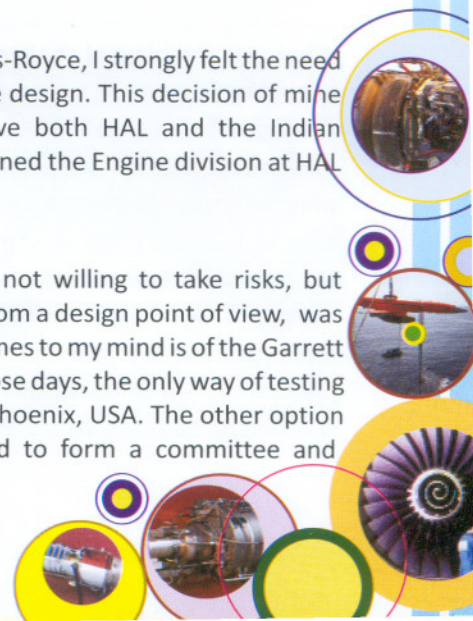 s-Royce, I strongly felt the need
e design. This decision of mine
ve both HAL and the Indian
ned the Engine division at HAL
not willing to take risks, but
om a design point of view, was
nes to my mind is of the Garrett
ose days, the only way of testing
hoenix, USA. The other option
d to form a committee and